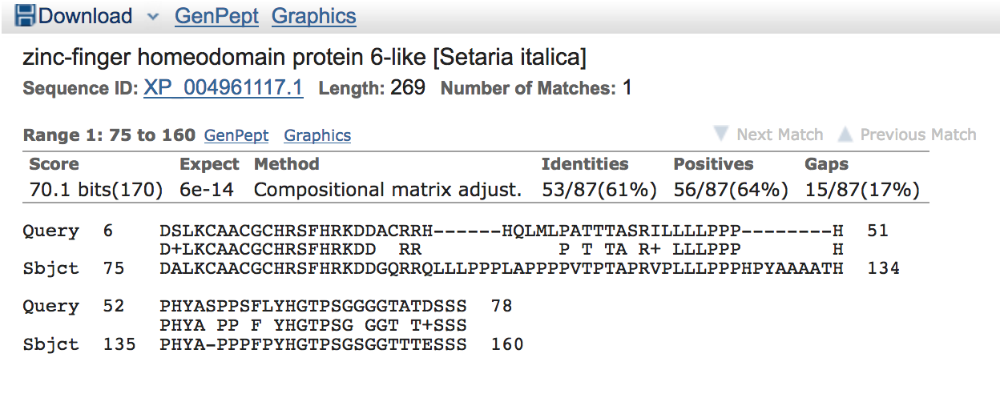 Download GenPept Graphics
zinc-finger homeodomain protein 6-like [Setaria italica]
Sequence ID: XP_004961117.1 Length: 269 Number of Matches: 1
Range 1: 75 to 160 GenPept Graphics Next Match Previous Match
Score Expect Method Identities Positives Gaps
70.1 bits(170) 6e-14 Compositional matrix adjust. 53/87(61%) 56/87(64%) 15/87(17%)
Query 6 DSLKCAACGCHRSFHRKDDACRRH------HQLMLPATTTASRILLLLPPP--------H 51
D+LKCAACGCHRSFHRKDD  RR           P T TA R+ LLLPPP        H
Sbjct 75 DALKCAACGCHRSFHRKDDGQRRQLLLPPPLAPPPPVTPTAPRVPLLLPPPHPYAAAATH 134
Query 52 PHYASPPSFLYHGTPSGGGGTATDSSS 78
PHYA PP F YHGTPSG GGT T+SSS
Sbjct 135 PHYA-PPPFPYHGTPSGSGGTTTESSS 160